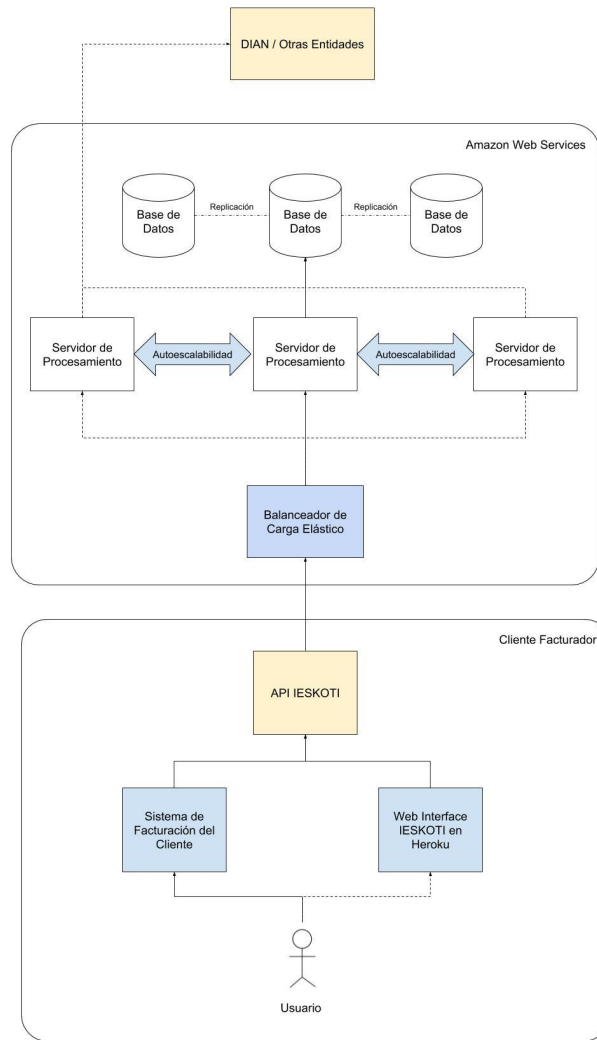 DIAN / Otras Entidades
Amazon Web Services
Base de
Datos
Replicación
Base de
Datos
Replicación
Base de
Datos
Servidor de
Procesamiento
Autoescalabilidad
Servidor de
Procesamiento
Autoescalabilidad
Servidor de
Procesamiento
Balanceador de
Carga Elástico
Cliente Facturador
API IESKOTI
Sistema de
Facturación del
Cliente
Web Interface
IESKOTI en
Heroku
Usuario